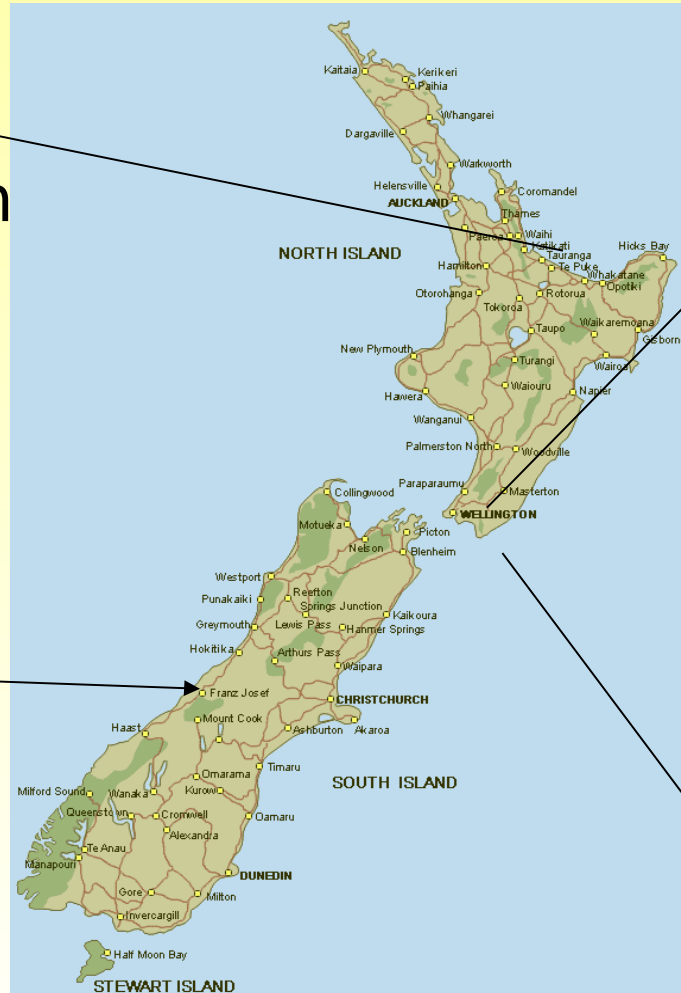 Kaitaia
Kerikeri
Paihia
Whangarei
Dargaville
Warkworth
Helensville
Coromandel
AUCKLAND
Thames
n
Paeroa
Waihi
Katikati
NORTH ISLAND
Tauranga
Hicks Bay
Hamilton
Te Puke
Whakatane
Opotiki
Otorohanga
Rotorua
Tokoroa
Taupo
Waikaremoana
Gisborn
New Plymouth
Turangi
Wairoa
Waiouru
Napier
Hawera
Wanganui
Palmerston North
Woodville
Paraparaumu
Masterton
Collingwood
WELLINGTON
Motueka
Picton
Nelson
Blenheim
Westport
Reefton
Punakaiki
Springs Junction
Kaikoura
Greymouth
Lewis Pass
Hanmer Springs
Hokitika
Arthurs Pass
Waipara
Franz Josef
CHRISTCHURCH
Mount Cook
Akaroa
Haast
Ashburton
Timaru
Omarama
SOUTH ISLAND
Milford Sound
Wanaka
Kurow
Queenstown
Cromwell
Oamaru
Alexandra
Te Anau
Manapouri
DUNEDIN
Gore
Milton
Invercargill
Half Moon Bay
STEWART ISLAND